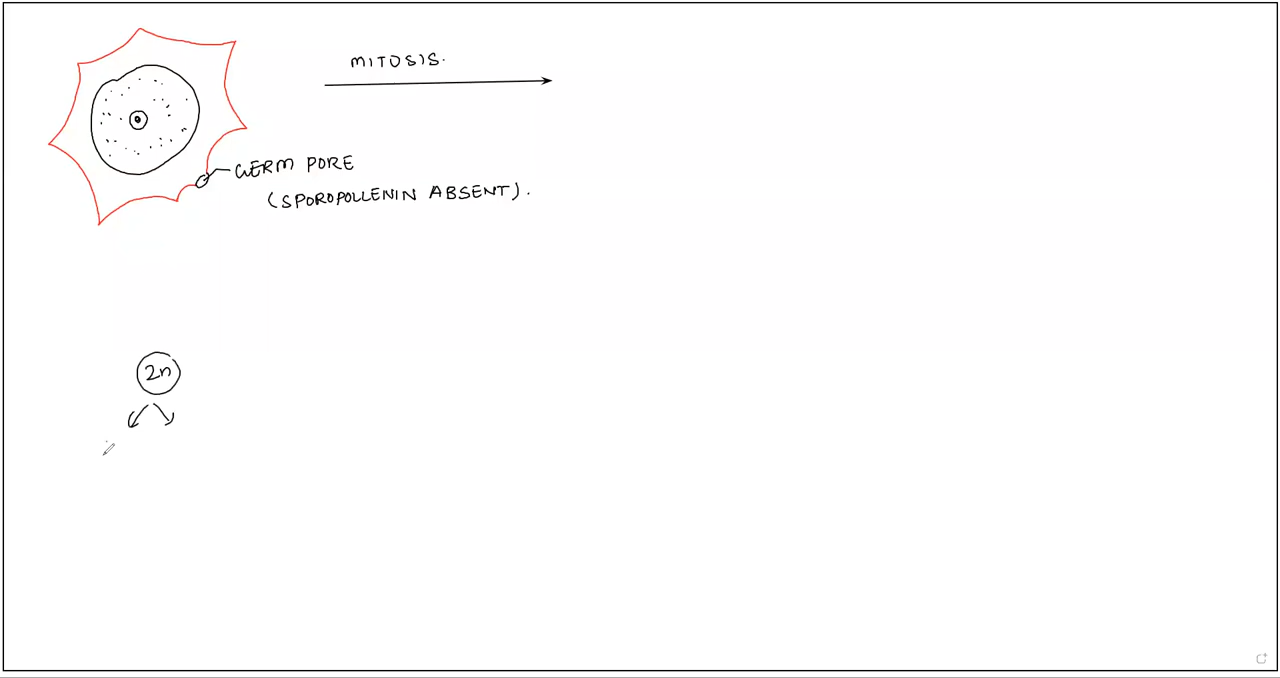 MITOSIS.
GERM PORE
(SPOROPOLLENIN ABSENT).
2n